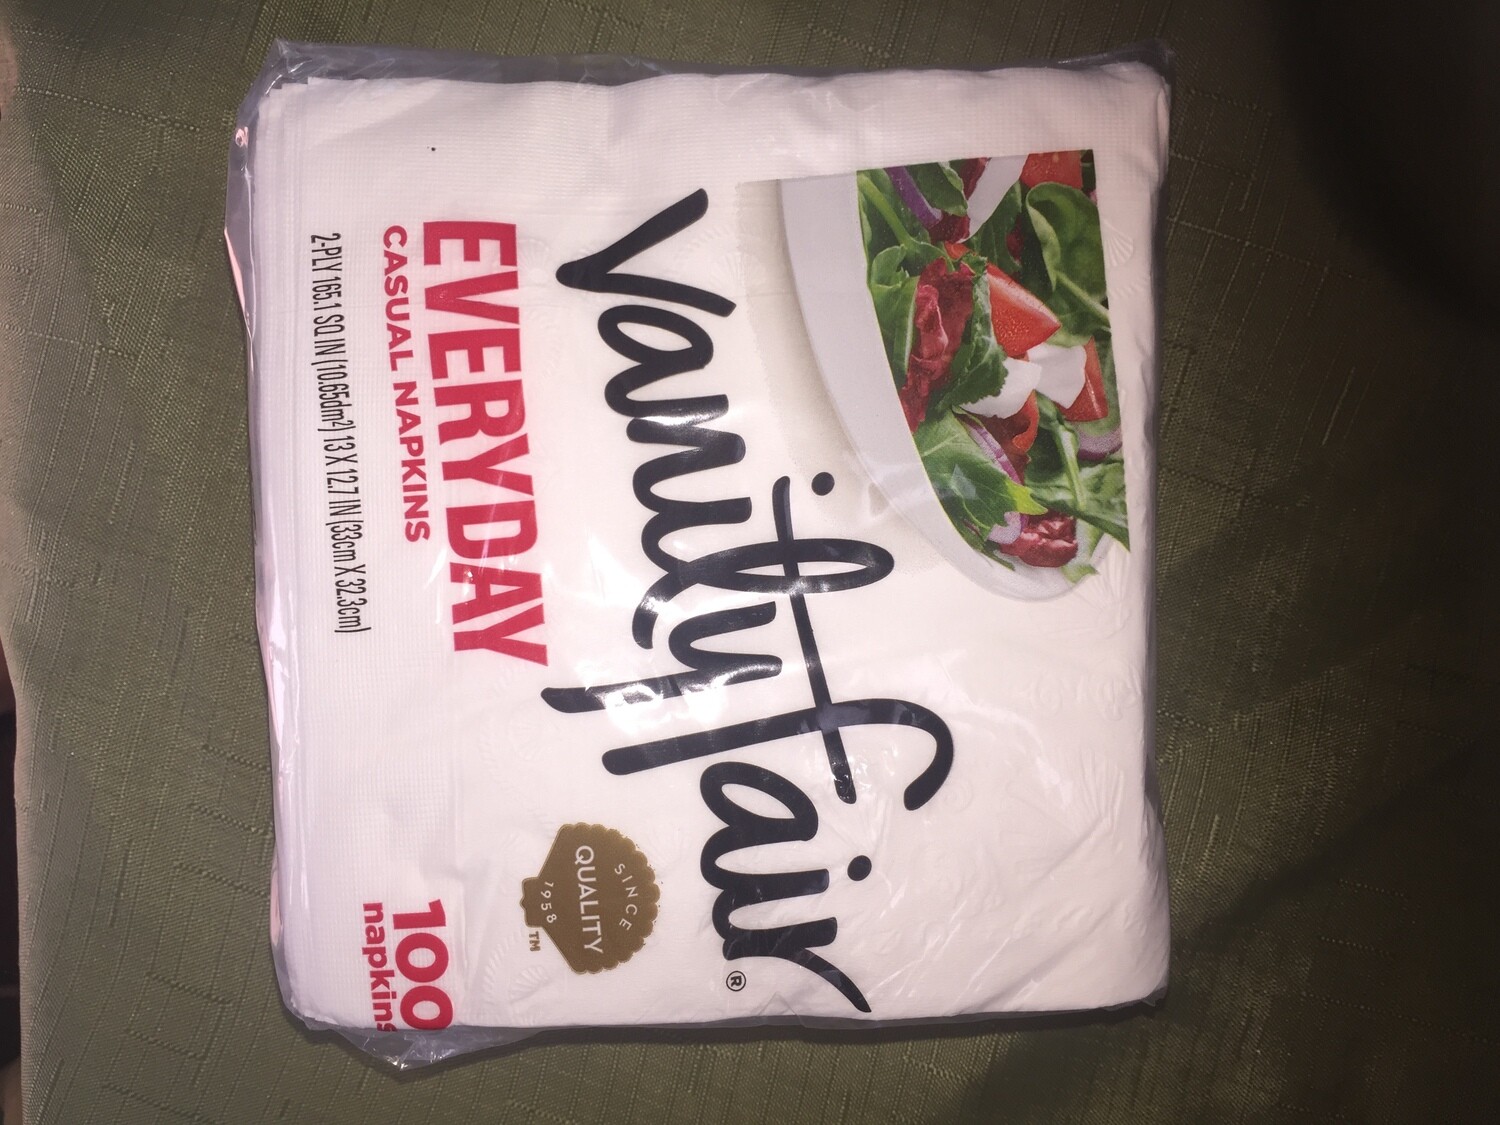 vanity fair®
EVERYDAY
CASUAL NAPKINS
2-PLY 165.1 SQ IN (10.65dm²) 13 X 12.7 IN (33cm X 32.3cm)
SINCE
QUALITY
1958
TM
100
napkins